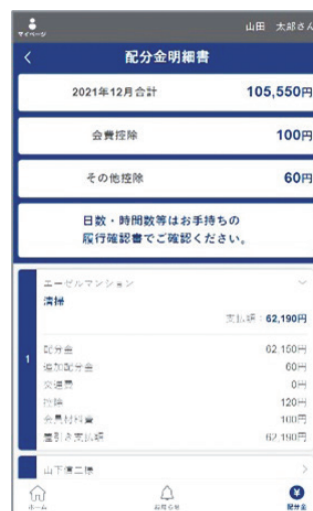 マイページ
山田 太郎さん
配分金明細書
2021年12月合計 105,550円
会費控除 100円
その他控除 60円
日数・時間数等はお手持ちの
履行確認書でご確認ください。
エーゼルマンション
清掃
支払額：62,190円
1
配分金 62,150円
追加配分金 60円
交通費 0円
控除 120円
会員材料費 100円
差引き支払額 62,190円
山下信二様
ホーム
お知らせ
配分金